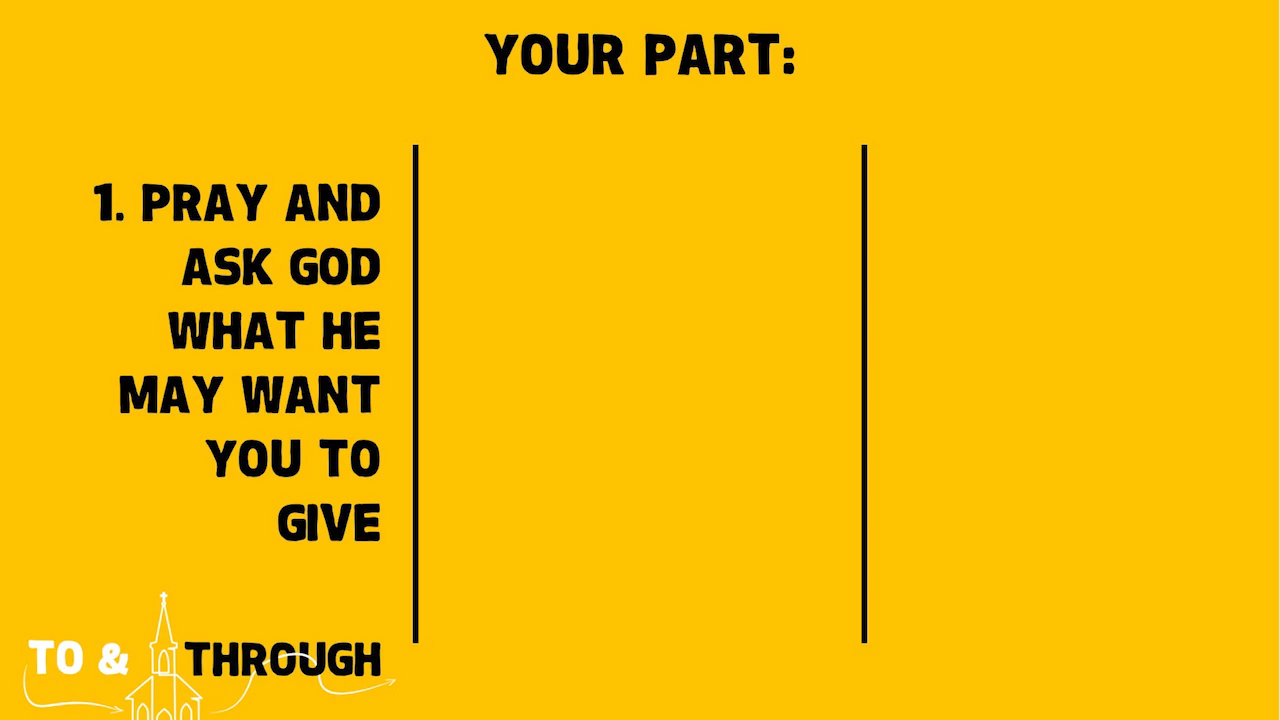 YOUR PART:
1. PRAY AND
ASK GOD
WHAT HE
MAY WANT
YOU TO
GIVE
TO & THROUGH